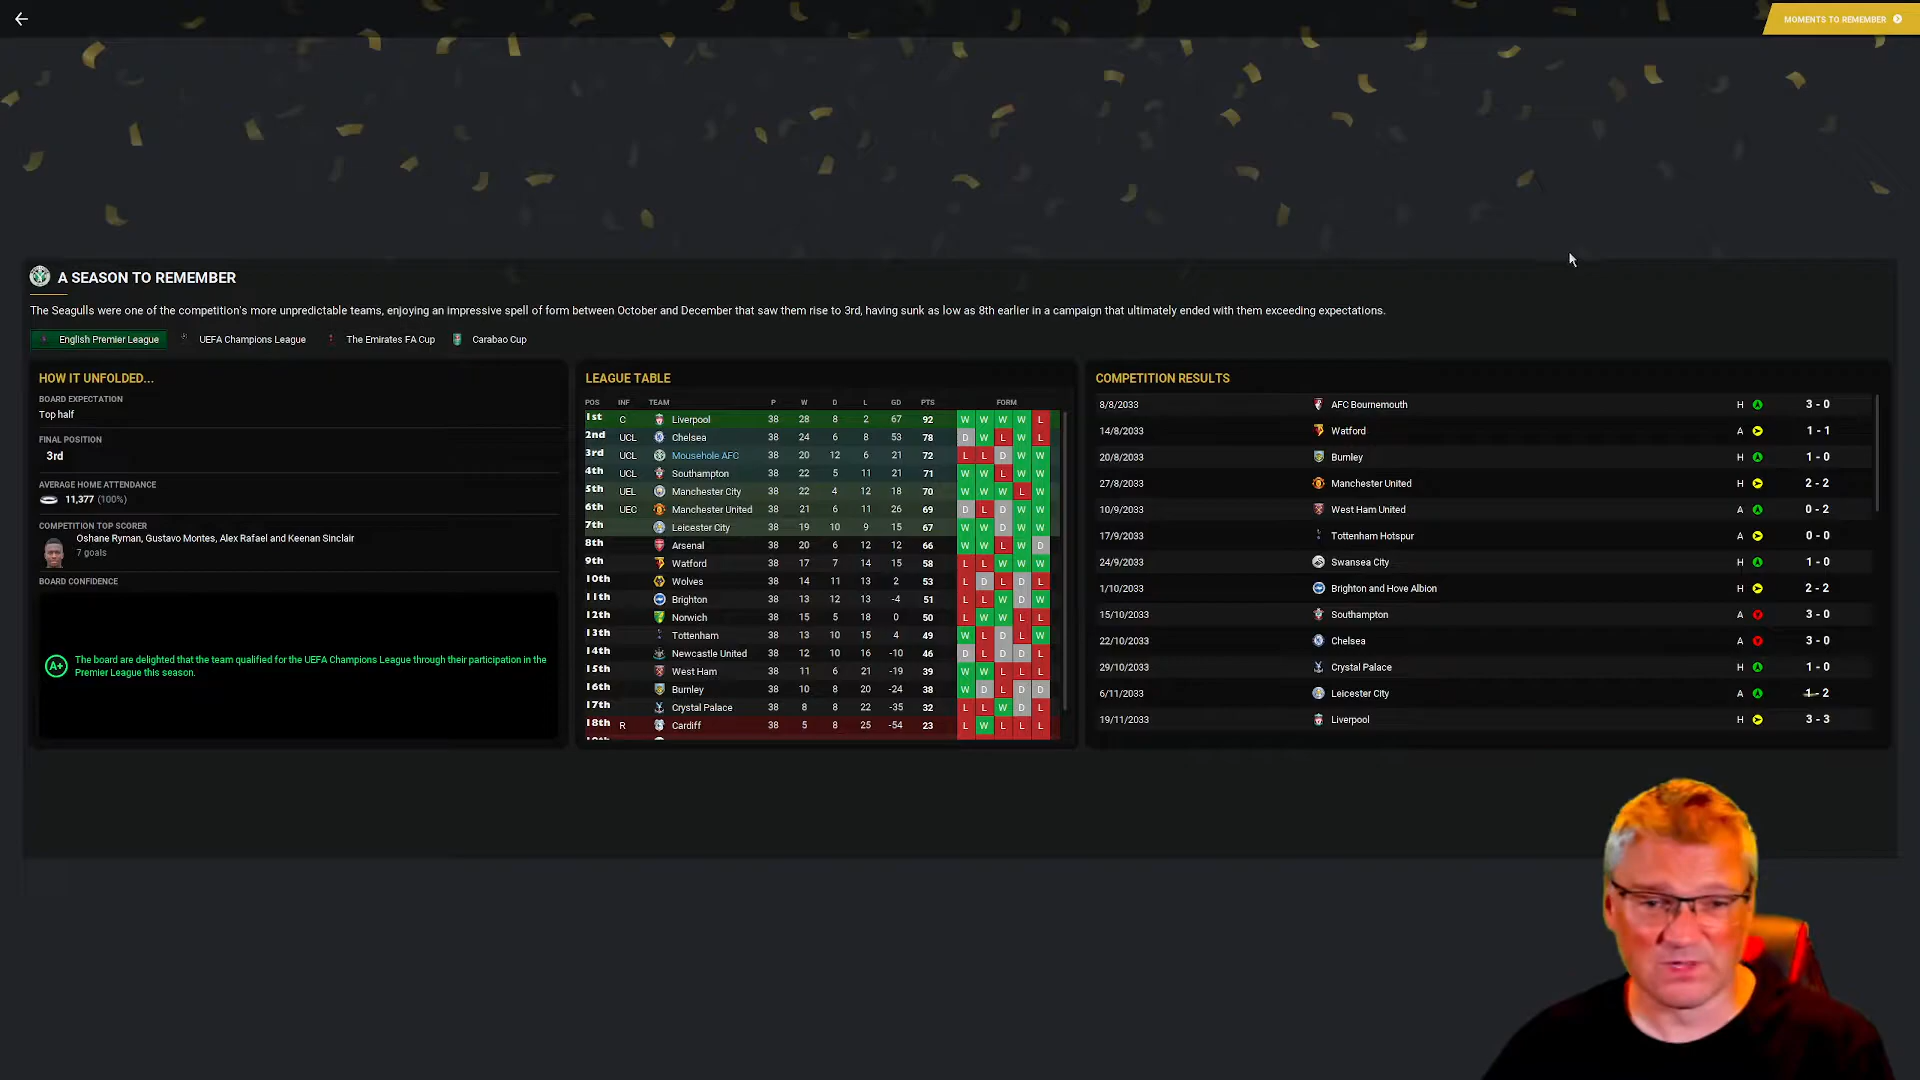 MOMENTS TO REMEMBER
A SEASON TO REMEMBER
The Seagulls were one of the competition's more unpredictable teams, enjoying an impressive spell of form between October and December that saw them rise to 3rd, having sunk as low as 8th earlier in a campaign that ultimately ended with them exceeding expectations.
English Premier League UEFA Champions League The Emirates FA Cup Carabao Cup
HOW IT UNFOLDED...
BOARD EXPECTATION
Top half
FINAL POSITION
3rd
AVERAGE HOME ATTENDANCE
11,377 (100%)
COMPETITION TOP SCORER
Oshane Ryman, Gustavo Montes, Alex Rafael and Keenan Sinclair
7 goals
BOARD CONFIDENCE
A+ The board are delighted that the team qualified for the UEFA Champions League through their participation in the
Premier League this season.
LEAGUE TABLE
POS INF TEAM P W D L GD PTS FORM
1st C Liverpool 38 28 8 2 67 92 W W W W L
2nd UCL Chelsea 38 24 6 8 53 78 D W L W L
3rd UCL Mousehole AFC 38 20 12 6 21 72 L L D W W
4th UCL Southampton 38 22 5 11 21 71 W W L W W
5th UEL Manchester City 38 22 4 12 18 70 W W W L W
6th UEC Manchester United 38 21 6 11 26 69 D L D W W
7th Leicester City 38 19 10 9 15 67 W W D W W
8th Arsenal 38 20 6 12 12 66 W W L W D
9th Watford 38 17 7 14 15 58 L L W W W
10th Wolves 38 14 11 13 2 53 L D L D L
11th Brighton 38 13 12 13 -4 51 L L W D W
12th Norwich 38 15 5 18 0 50 L W W L L
13th Tottenham 38 13 10 15 4 49 W L D L W
14th Newcastle United 38 12 10 16 -10 46 D L D D L
15th West Ham 38 11 6 21 -19 39 W W L L L
16th Burnley 38 10 8 20 -24 38 W D L D D
17th Crystal Palace 38 8 8 22 -35 32 L L W D L
18th R Cardiff 38 5 8 25 -54 23 L W L L L
COMPETITION RESULTS
8/8/2033 AFC Bournemouth H 3 - 0
14/8/2033 Watford A 1 - 1
20/8/2033 Burnley H 1 - 0
27/8/2033 Manchester United H 2 - 2
10/9/2033 West Ham United A 0 - 2
17/9/2033 Tottenham Hotspur A 0 - 0
24/9/2033 Swansea City H 1 - 0
1/10/2033 Brighton and Hove Albion H 2 - 2
15/10/2033 Southampton A 3 - 0
22/10/2033 Chelsea A 3 - 0
29/10/2033 Crystal Palace H 1 - 0
6/11/2033 Leicester City A 1 - 2
19/11/2033 Liverpool H 3 - 3